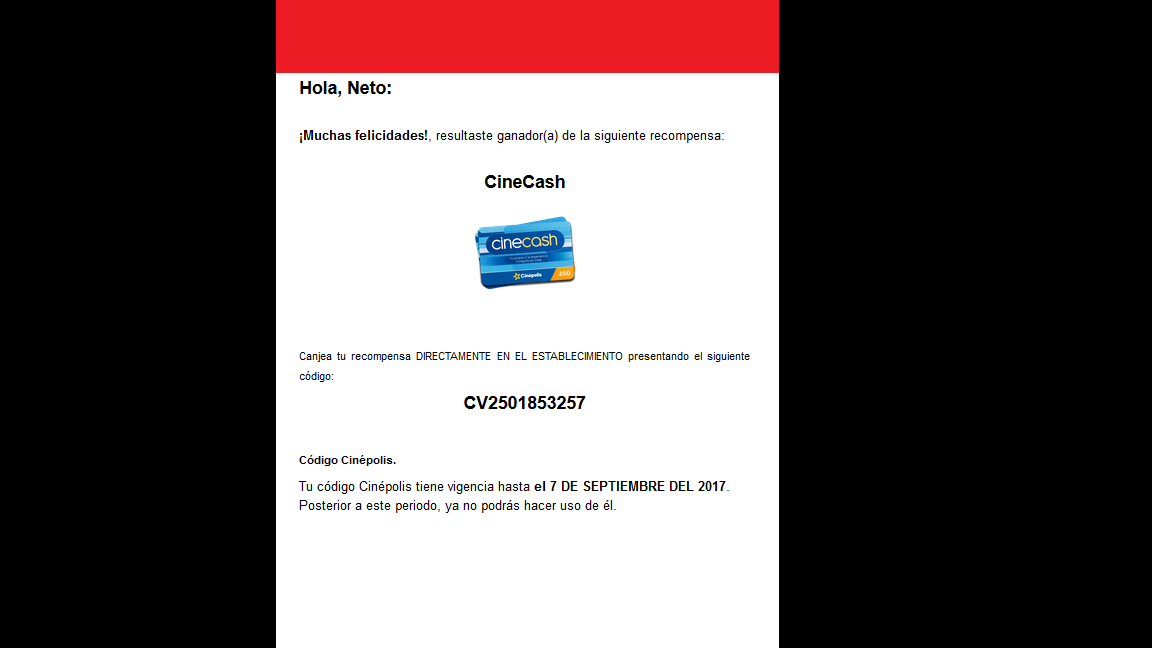 Hola, Neto:
¡Muchas felicidades!, resultaste ganador(a) de la siguiente recompensa:
CineCash
cinecash
Cinépolis
250
Canjea tu recompensa DIRECTAMENTE EN EL ESTABLECIMIENTO presentando el siguiente
código:
CV2501853257
Código Cinépolis.
Tu código Cinépolis tiene vigencia hasta el 7 DE SEPTIEMBRE DEL 2017.
Posterior a este periodo, ya no podrás hacer uso de él.